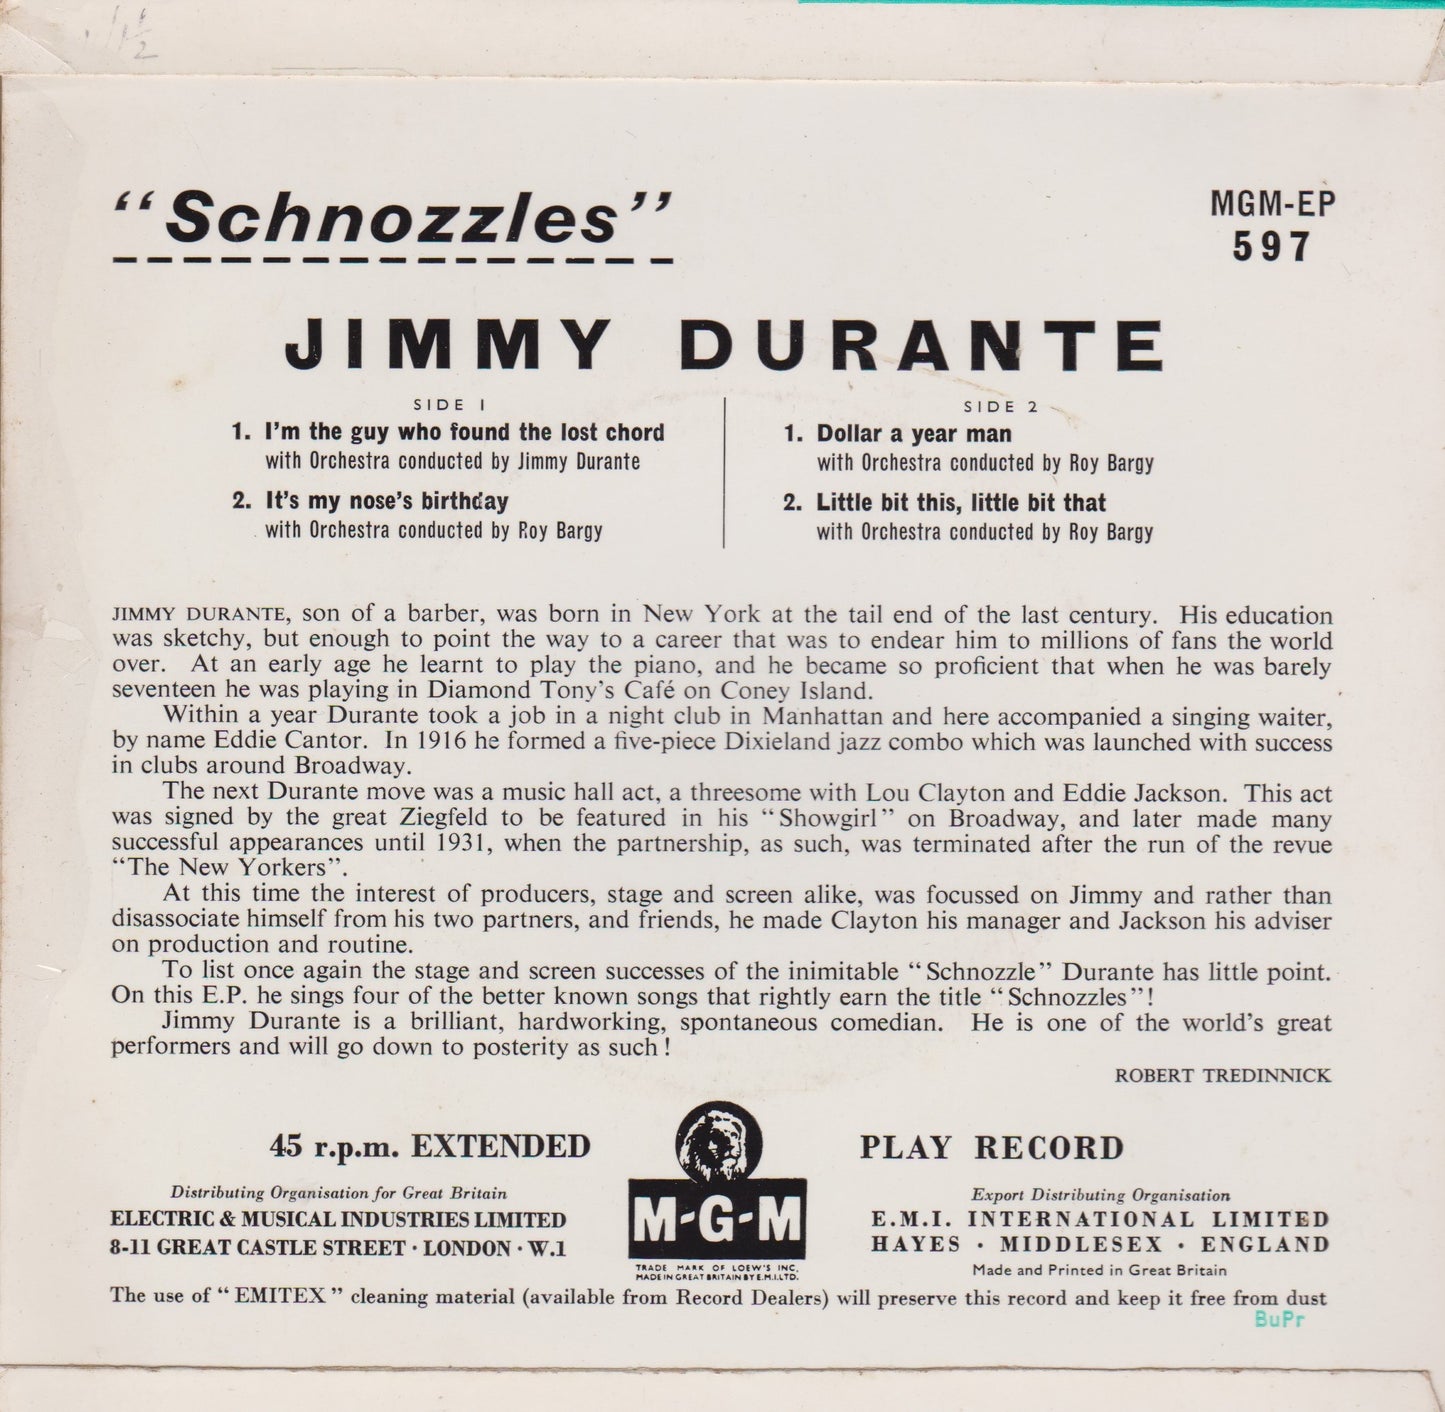 “Schnozzles”
MGM-EP
597
JIMMY DURANTE
SIDE 1
1. I'm the guy who found the lost chord
with Orchestra conducted by Jimmy Durante
2. It's my nose's birthday
with Orchestra conducted by Roy Bargy
SIDE 2
1. Dollar a year man
with Orchestra conducted by Roy Bargy
2. Little bit this, little bit that
with Orchestra conducted by Roy Bargy
JIMMY DURANTE, son of a barber, was born in New York at the tail end of the last century. His education
was sketchy, but enough to point the way to a career that was to endear him to millions of fans the world
over. At an early age he learnt to play the piano, and he became so proficient that when he was barely
seventeen he was playing in Diamond Tony's Café on Coney Island.
Within a year Durante took a job in a night club in Manhattan and here accompanied a singing waiter,
by name Eddie Cantor. In 1916 he formed a five-piece Dixieland jazz combo which was launched with success
in clubs around Broadway.
The next Durante move was a music hall act, a threesome with Lou Clayton and Eddie Jackson. This act
was signed by the great Ziegfeld to be featured in his “Showgirl” on Broadway, and later made many
successful appearances until 1931, when the partnership, as such, was terminated after the run of the revue
“The New Yorkers”.
At this time the interest of producers, stage and screen alike, was focussed on Jimmy and rather than
disassociate himself from his two partners, and friends, he made Clayton his manager and Jackson his adviser
on production and routine.
To list once again the stage and screen successes of the inimitable “Schnozzle” Durante has little point.
On this E.P. he sings four of the better known songs that rightly earn the title “Schnozzles”!
Jimmy Durante is a brilliant, hardworking, spontaneous comedian. He is one of the world's great
performers and will go down to posterity as such!
ROBERT TREDINNICK
45 r.p.m. EXTENDED PLAY RECORD
Distributing Organisation for Great Britain
ELECTRIC & MUSICAL INDUSTRIES LIMITED
8-11 GREAT CASTLE STREET · LONDON · W.1
M-G-M
TRADE MARK OF LOEW'S INC.
MADE IN GREAT BRITAIN BY E.M.I.LTD.
Export Distributing Organisation
E.M.I. INTERNATIONAL LIMITED
HAYES · MIDDLESEX · ENGLAND
Made and Printed in Great Britain
The use of “EMITEX” cleaning material (available from Record Dealers) will preserve this record and keep it free from dust
BuPr